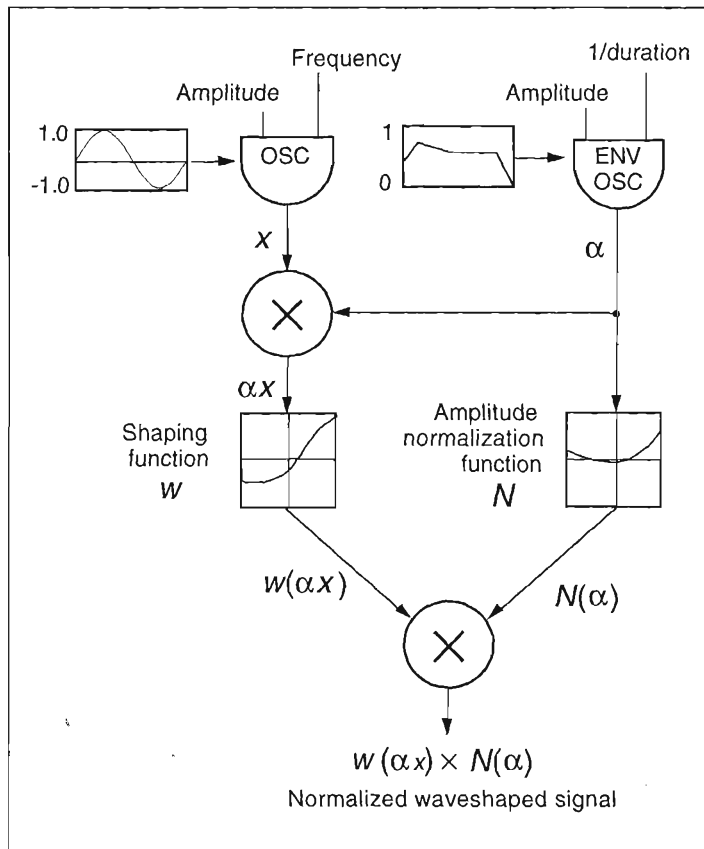 Frequency
1/duration
Amplitude
Amplitude
1.0
-1.0
OSC
1
0
ENV
OSC
x
α
αx
Shaping
function
w
Amplitude
normalization
function
N
w(αx)
N(α)
w (αx) × N(α)
Normalized waveshaped signal